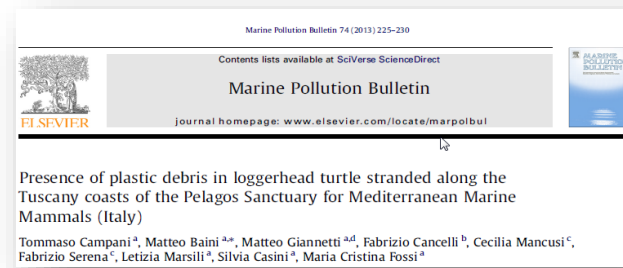 Marine Pollution Bulletin 74 (2013) 225–230
Contents lists available at SciVerse ScienceDirect
Marine Pollution Bulletin
journal homepage: www.elsevier.com/locate/marpolbul
ELSEVIER
MARINE
POLLUTION
BULLETIN
Presence of plastic debris in loggerhead turtle stranded along the
Tuscany coasts of the Pelagos Sanctuary for Mediterranean Marine
Mammals (Italy)
Tommaso Campani a, Matteo Baini a,*, Matteo Giannetti a,d, Fabrizio Cancelli b, Cecilia Mancusi c,
Fabrizio Serena c, Letizia Marsili a, Silvia Casini a, Maria Cristina Fossi a